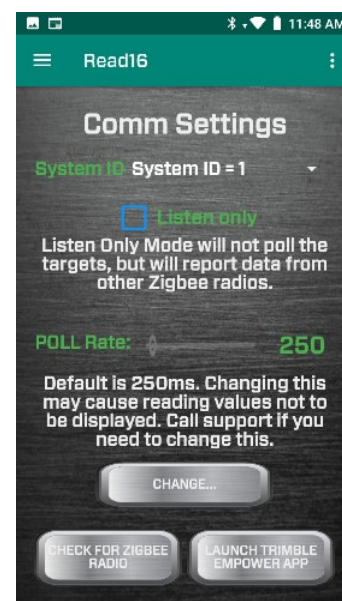 11:48 AM
Read16
Comm Settings
System ID System ID = 1
Listen only
Listen Only Mode will not poll the
targets, but will report data from
other Zigbee radios.
POLL Rate: 250
Default is 250ms. Changing this
may cause reading values not to
be displayed. Call support if you
need to change this.
CHANGE...
CHECK FOR ZIGBEE
RADIO
LAUNCH TRIMBLE
EMPOWER APP